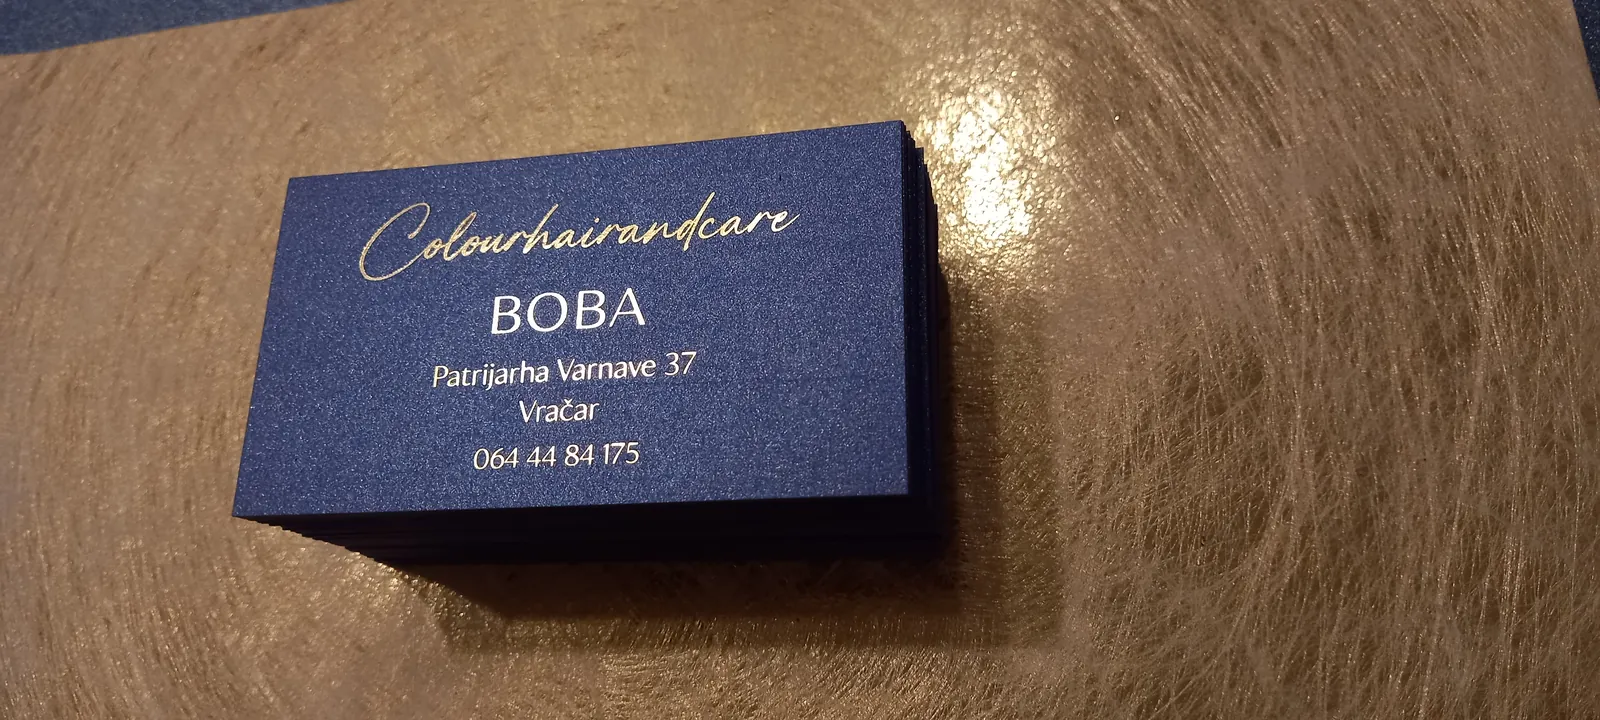 Colourhairandcare
BOBA
Patrijarha Varnave 37
Vračar
064 44 84 175